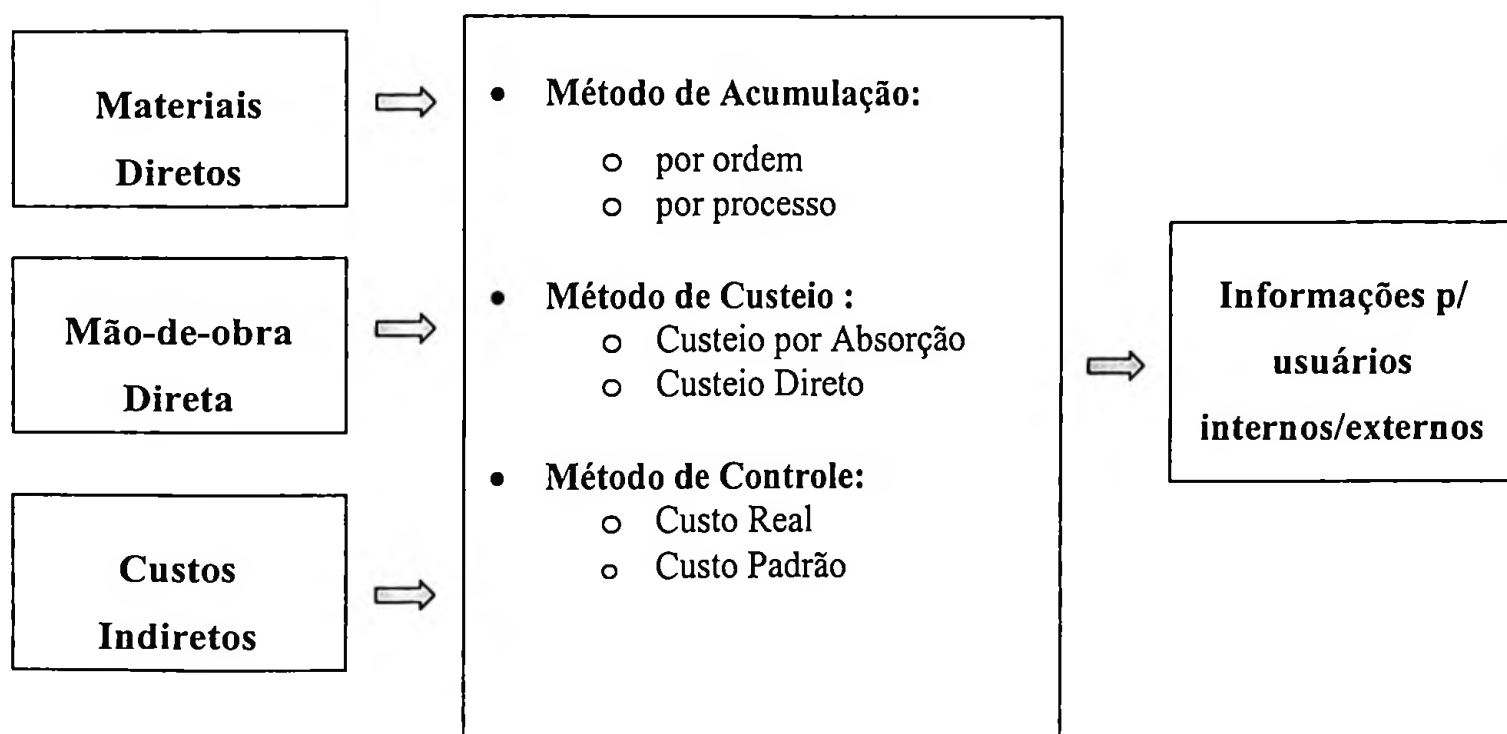 Materiais
Diretos
Mão-de-obra
Direta
Custos
Indiretos
• Método de Acumulação:
o por ordem
o por processo
• Método de Custeio :
o Custeio por Absorção
o Custeio Direto
• Método de Controle:
o Custo Real
o Custo Padrão
Informações p/
usuários
internos/externos